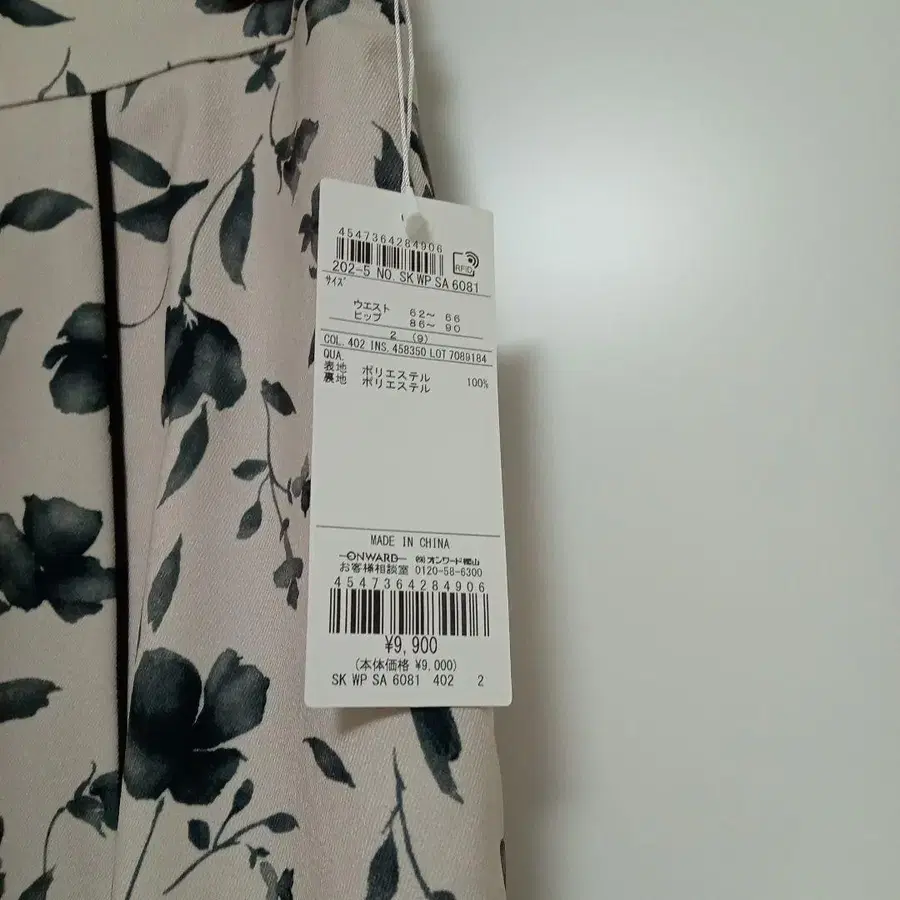 4547364284906
RFID
202-5 NO. SK WP SA 6081
サイズ
ウエスト 62～ 66
ヒップ 86～ 90
2 (9)
COL. 402 INS. 458350 LOT 7089184
QUA.
表地 ポリエステル 100%
裏地 ポリエステル
MADE IN CHINA
ONWARD ㈱オンワード樫山
お客様相談室 0120-58-6300
4547364284906
¥9,900
(本体価格 ¥9,000)
SK WP SA 6081 402 2